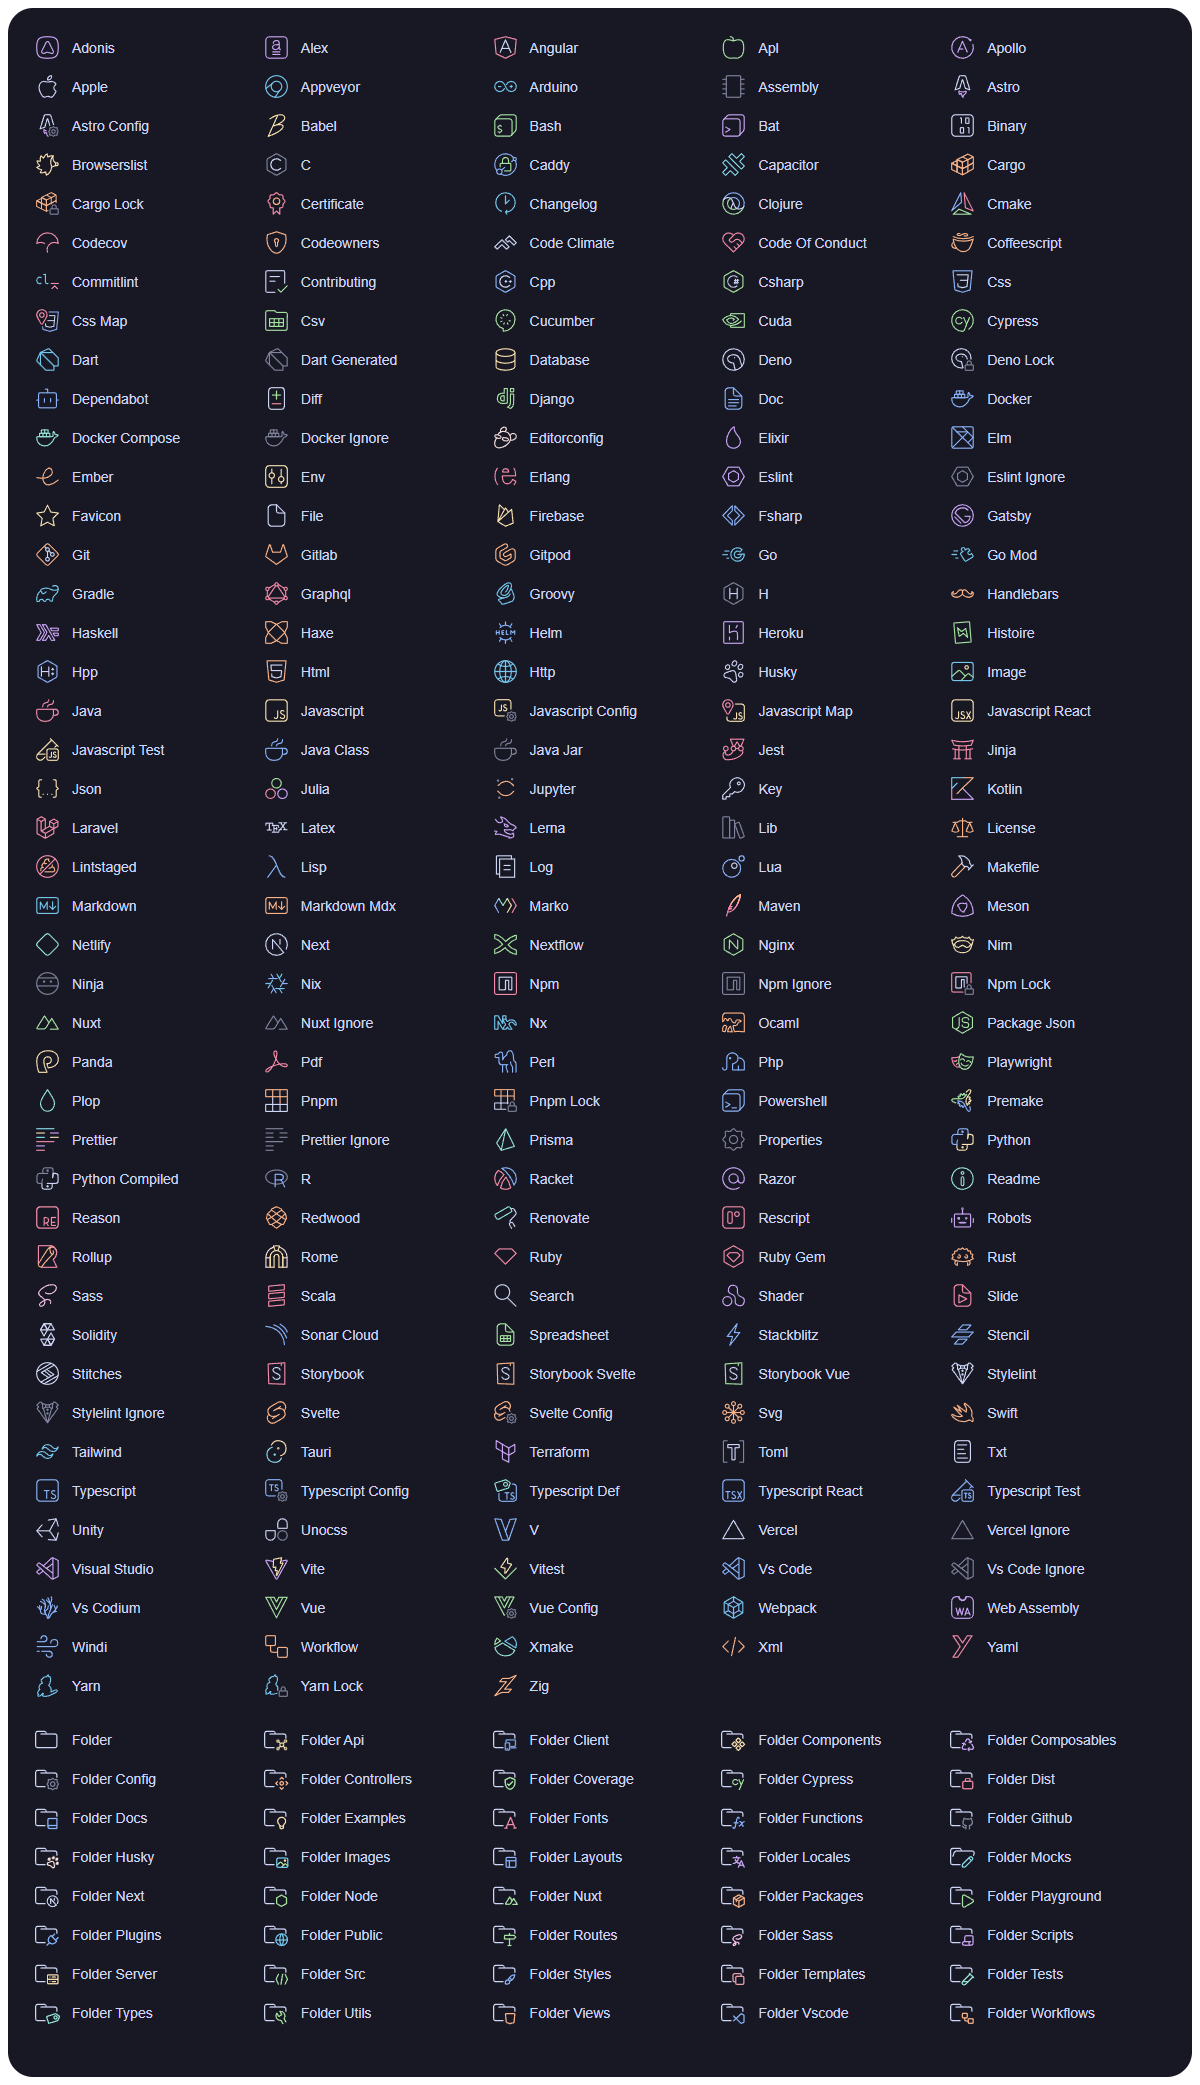 Adonis Alex Angular Apl Apollo
Apple Appveyor Arduino Assembly Astro
Astro Config Babel Bash Bat Binary
Browserslist C Caddy Capacitor Cargo
Cargo Lock Certificate Changelog Clojure Cmake
Codecov Codeowners Code Climate Code Of Conduct Coffeescript
Commitlint Contributing Cpp Csharp Css
Css Map Csv Cucumber Cuda Cypress
Dart Dart Generated Database Deno Deno Lock
Dependabot Diff Django Doc Docker
Docker Compose Docker Ignore Editorconfig Elixir Elm
Ember Env Erlang Eslint Eslint Ignore
Favicon File Firebase Fsharp Gatsby
Git Gitlab Gitpod Go Go Mod
Gradle Graphql Groovy H Handlebars
Haskell Haxe Helm Heroku Histoire
Hpp Html Http Husky Image
Java Javascript Javascript Config Javascript Map Javascript React
Javascript Test Java Class Java Jar Jest Jinja
Json Julia Jupyter Key Kotlin
Laravel Latex Lerna Lib License
Lintstaged Lisp Log Lua Makefile
Markdown Markdown Mdx Marko Maven Meson
Netlify Next Nextflow Nginx Nim
Ninja Nix Npm Npm Ignore Npm Lock
Nuxt Nuxt Ignore Nx Ocaml Package Json
Panda Pdf Perl Php Playwright
Plop Pnpm Pnpm Lock Powershell Premake
Prettier Prettier Ignore Prisma Properties Python
Python Compiled R Racket Razor Readme
Reason Redwood Renovate Rescript Robots
Rollup Rome Ruby Ruby Gem Rust
Sass Scala Search Shader Slide
Solidity Sonar Cloud Spreadsheet Stackblitz Stencil
Stitches Storybook Storybook Svelte Storybook Vue Stylelint
Stylelint Ignore Svelte Svelte Config Svg Swift
Tailwind Tauri Terraform Toml Txt
Typescript Typescript Config Typescript Def Typescript React Typescript Test
Unity Unocss V Vercel Vercel Ignore
Visual Studio Vite Vitest Vs Code Vs Code Ignore
Vs Codium Vue Vue Config Webpack Web Assembly
Windi Workflow Xmake Xml Yaml
Yarn Yarn Lock Zig
Folder Folder Api Folder Client Folder Components Folder Composables
Folder Config Folder Controllers Folder Coverage Folder Cypress Folder Dist
Folder Docs Folder Examples Folder Fonts Folder Functions Folder Github
Folder Husky Folder Images Folder Layouts Folder Locales Folder Mocks
Folder Next Folder Node Folder Nuxt Folder Packages Folder Playground
Folder Plugins Folder Public Folder Routes Folder Sass Folder Scripts
Folder Server Folder Src Folder Styles Folder Templates Folder Tests
Folder Types Folder Utils Folder Views Folder Vscode Folder Workflows